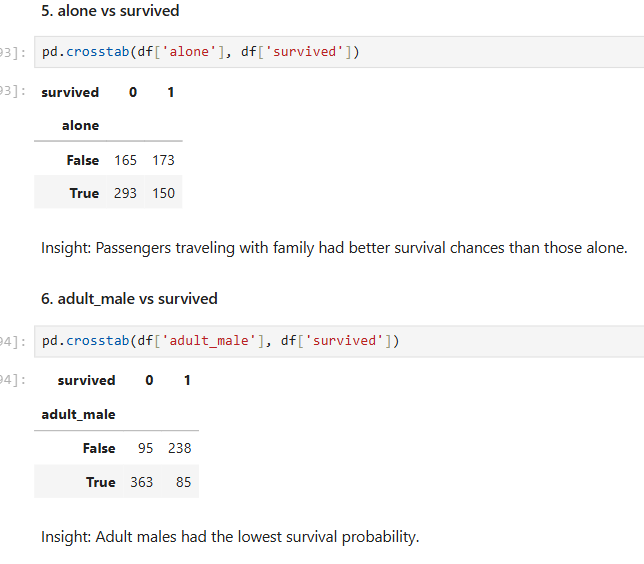 5. alone vs survived
93]: pd.crosstab(df['alone'], df['survived'])
93]: survived 0 1
alone
False 165 173
True 293 150
Insight: Passengers traveling with family had better survival chances than those alone.
6. adult_male vs survived
94]: pd.crosstab(df['adult_male'], df['survived'])
94]: survived 0 1
adult_male
False 95 238
True 363 85
Insight: Adult males had the lowest survival probability.